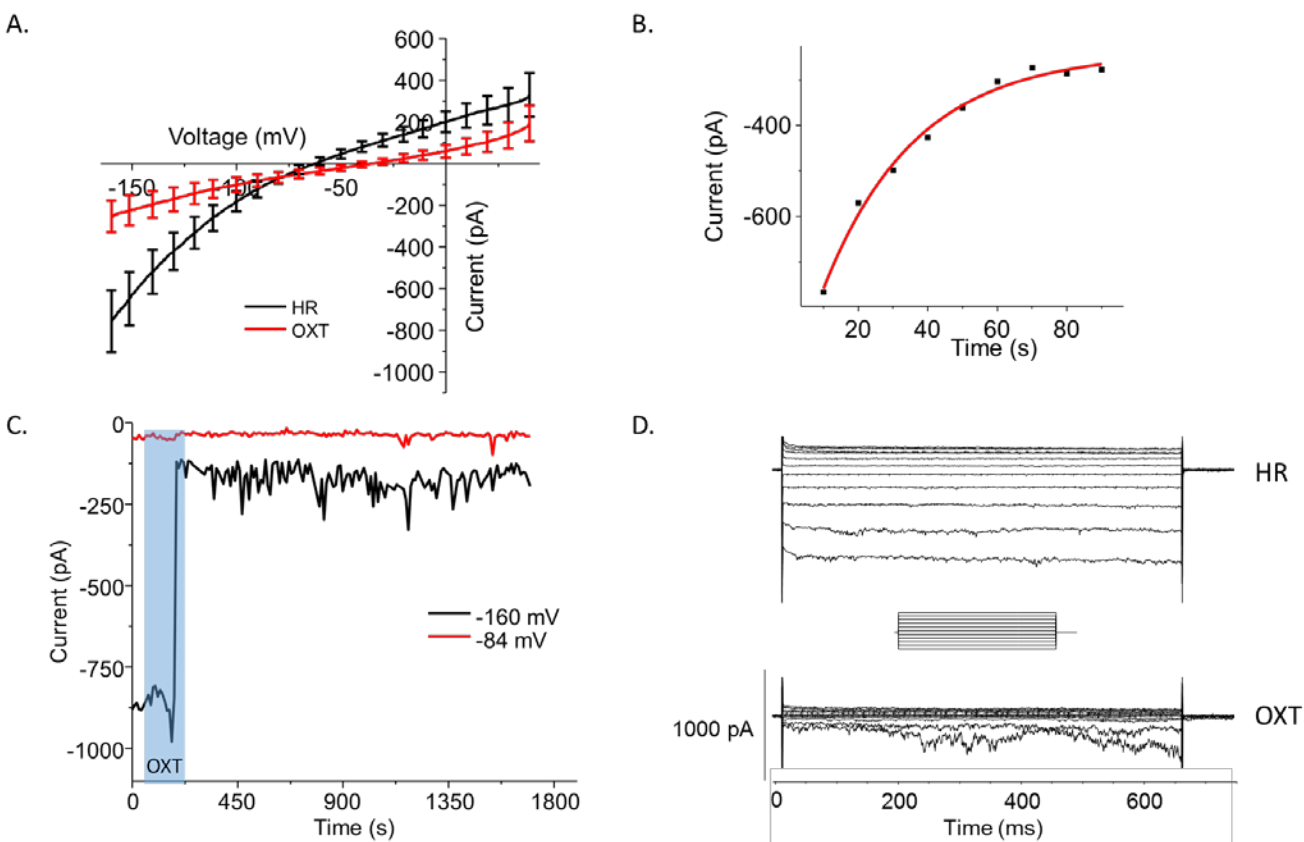 A.
600
400
200
Voltage (mV)
-150
-100
-50
-200
-400
-600
-800
-1000
Current (pA)
HR
OXT
B.
-400
-600
Current (pA)
20
40
60
80
Time (s)
C.
0
-250
-500
-750
-1000
Current (pA)
-160 mV
-84 mV
OXT
0
450
900
1350
1800
Time (s)
D.
HR
1000 pA
OXT
0
200
400
600
Time (ms)